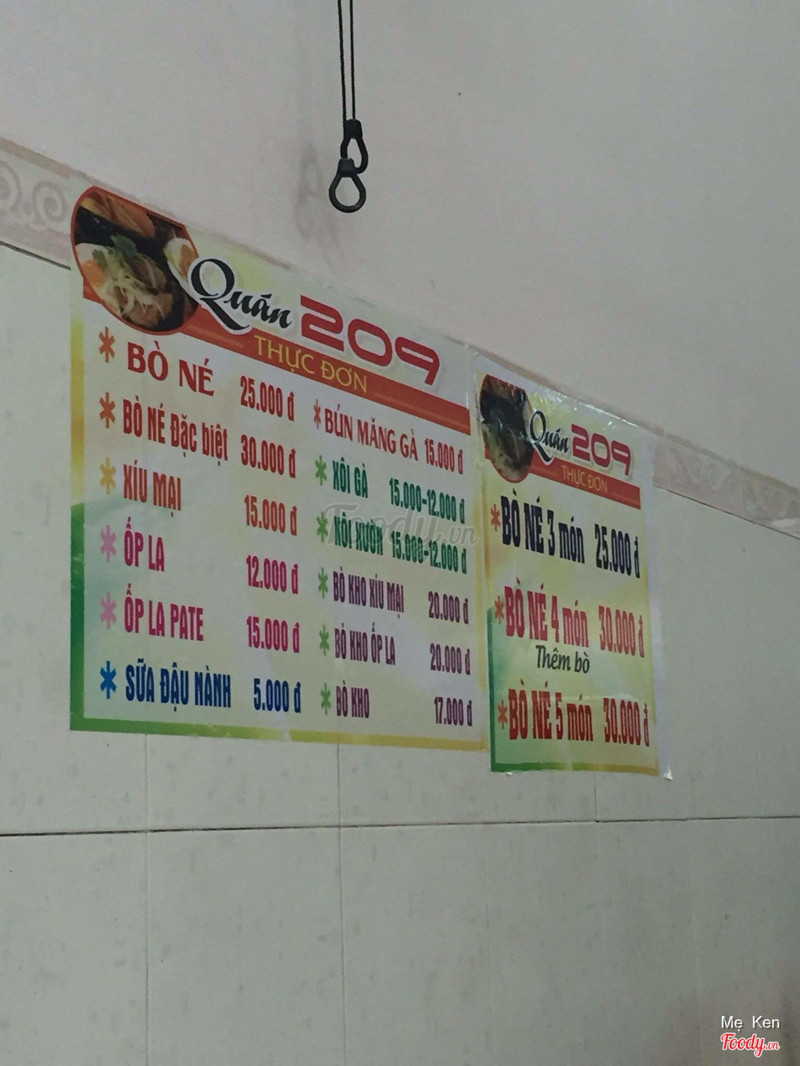 Quán 209
THỰC ĐƠN
* BÒ NÉ 25.000 đ
* BÒ NÉ Đặc biệt 30.000 đ
* XÍU MẠI 15.000 đ
* ỐP LA 12.000 đ
* ỐP LA PATE 15.000 đ
* SỮA ĐẬU NÀNH 5.000 đ
* BÚN MĂNG GÀ 15.000 đ
* XÔI GÀ 15.000-12.000 đ
* XÔI XƯỜN 15.000-12.000 đ
* BÒ KHO XÍU MẠI 20.000 đ
* BÒ KHO ỐP LA 20.000 đ
* BÒ KHO 17.000 đ
Quán 209
THỰC ĐƠN
* BÒ NÉ 3 món 25.000 đ
* BÒ NÉ 4 món 30.000 đ
Thêm bò
* BÒ NÉ 5 món 30.000 đ
Foody.vn
Mẹ Ken
Foody.vn